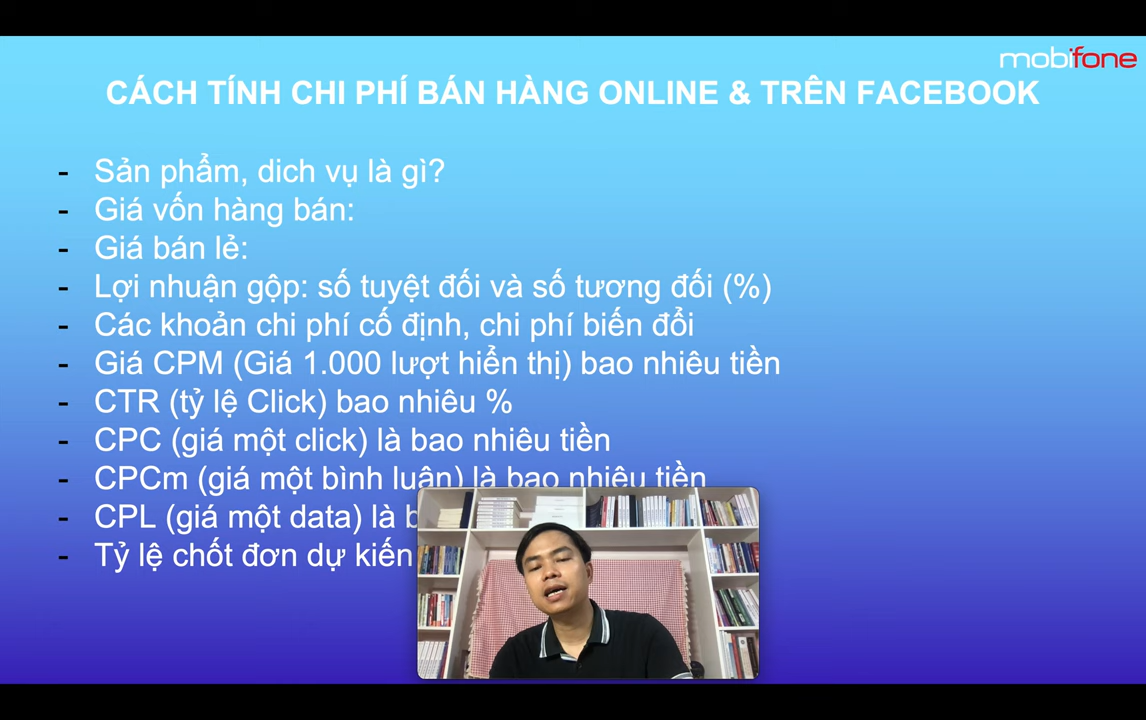 mobifone
CÁCH TÍNH CHI PHÍ BÁN HÀNG ONLINE & TRÊN FACEBOOK
- Sản phẩm, dich vụ là gì?
- Giá vốn hàng bán:
- Giá bán lẻ:
- Lợi nhuận gộp: số tuyệt đối và số tương đối (%)
- Các khoản chi phí cố định, chi phí biến đổi
- Giá CPM (Giá 1.000 lượt hiển thị) bao nhiêu tiền
- CTR (tỷ lệ Click) bao nhiêu %
- CPC (giá một click) là bao nhiêu tiền
- CPCm (giá một bình luận) là bao nhiêu tiền
- CPL (giá một data) là
- Tỷ lệ chốt đơn dự kiến